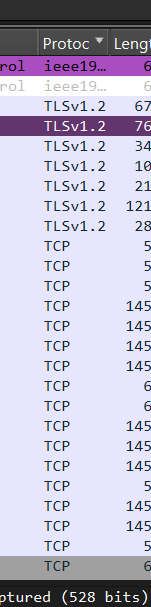 Protoc Lengt
rol ieee19… 6
rol ieee19… 6
TLSv1.2 67
TLSv1.2 76
TLSv1.2 34
TLSv1.2 10
TLSv1.2 21
TLSv1.2 121
TLSv1.2 28
TCP 5
TCP 5
TCP 5
TCP 145
TCP 145
TCP 145
TCP 145
TCP 6
TCP 6
TCP 145
TCP 145
TCP 145
TCP 5
TCP 145
TCP 145
TCP 5
TCP 6
ptured (528 bits)